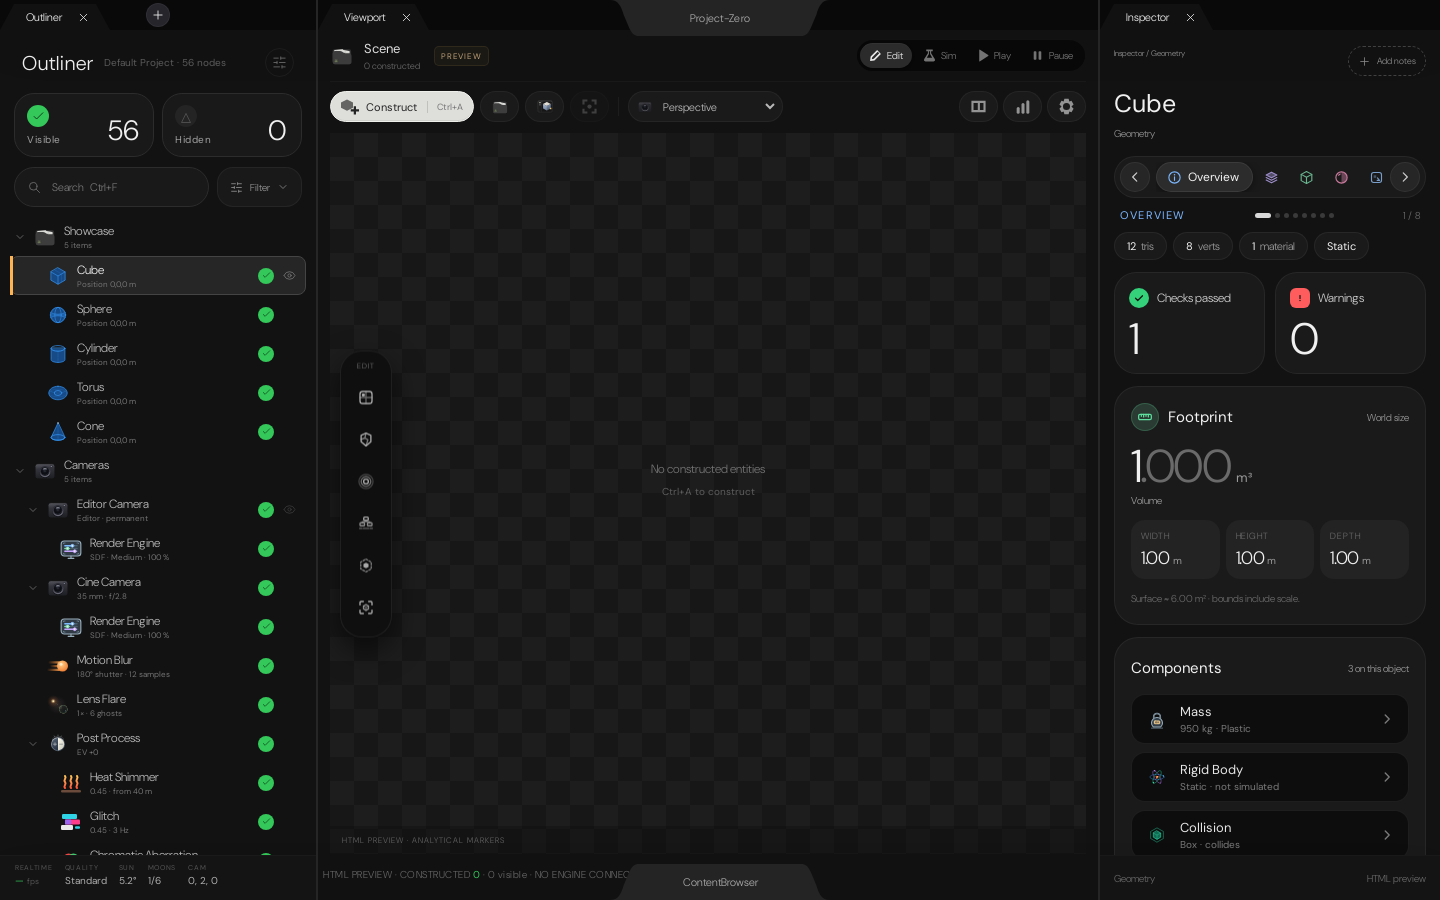 Outliner
Outliner
Default Project · 56 nodes
Visible
56
Hidden
0
Search Ctrl+F
Filter
Showcase
5 items
Cube
Position 0,0,0 m
Sphere
Position 0,0,0 m
Cylinder
Position 0,0,0 m
Torus
Position 0,0,0 m
Cone
Position 0,0,0 m
Cameras
5 items
Editor Camera
Editor · permanent
Render Engine
SDF · Medium · 100 %
Cine Camera
35 mm · f/2.8
Render Engine
SDF · Medium · 100 %
Motion Blur
180° shutter · 12 samples
Lens Flare
1× · 6 ghosts
Post Process
EV +0
Heat Shimmer
0.45 · from 40 m
Glitch
0.45 · 3 Hz
Chromatic Aberration
REALTIME
— fps
QUALITY
Standard
SUN
5.2°
MOONS
1/6
CAM
0, 2, 0
Viewport
Project-Zero
Scene
0 constructed
PREVIEW
Edit
Sim
Play
Pause
Construct
Ctrl+A
Perspective
EDIT
No constructed entities
Ctrl+A to construct
HTML PREVIEW · ANALYTICAL MARKERS
HTML PREVIEW · CONSTRUCTED 0 · 0 visible · NO ENGINE CONNEC
ContentBrowser
Inspector
Inspector / Geometry
Add notes
Cube
Geometry
Overview
OVERVIEW
1 / 8
12 tris
8 verts
1 material
Static
Checks passed
1
Warnings
0
Footprint
World size
1.000 m³
Volume
WIDTH
1.00 m
HEIGHT
1.00 m
DEPTH
1.00 m
Surface ≈ 6.00 m² · bounds include scale.
Components
3 on this object
Mass
950 kg · Plastic
Rigid Body
Static · not simulated
Collision
Box · collides
Geometry
HTML preview